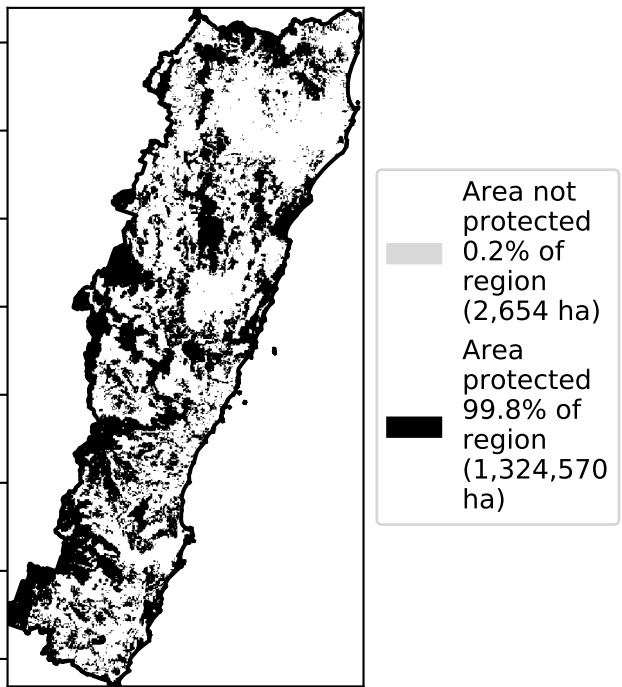 Area not
protected
0.2% of
region
(2,654 ha)
Area
protected
99.8% of
region
(1,324,570
ha)